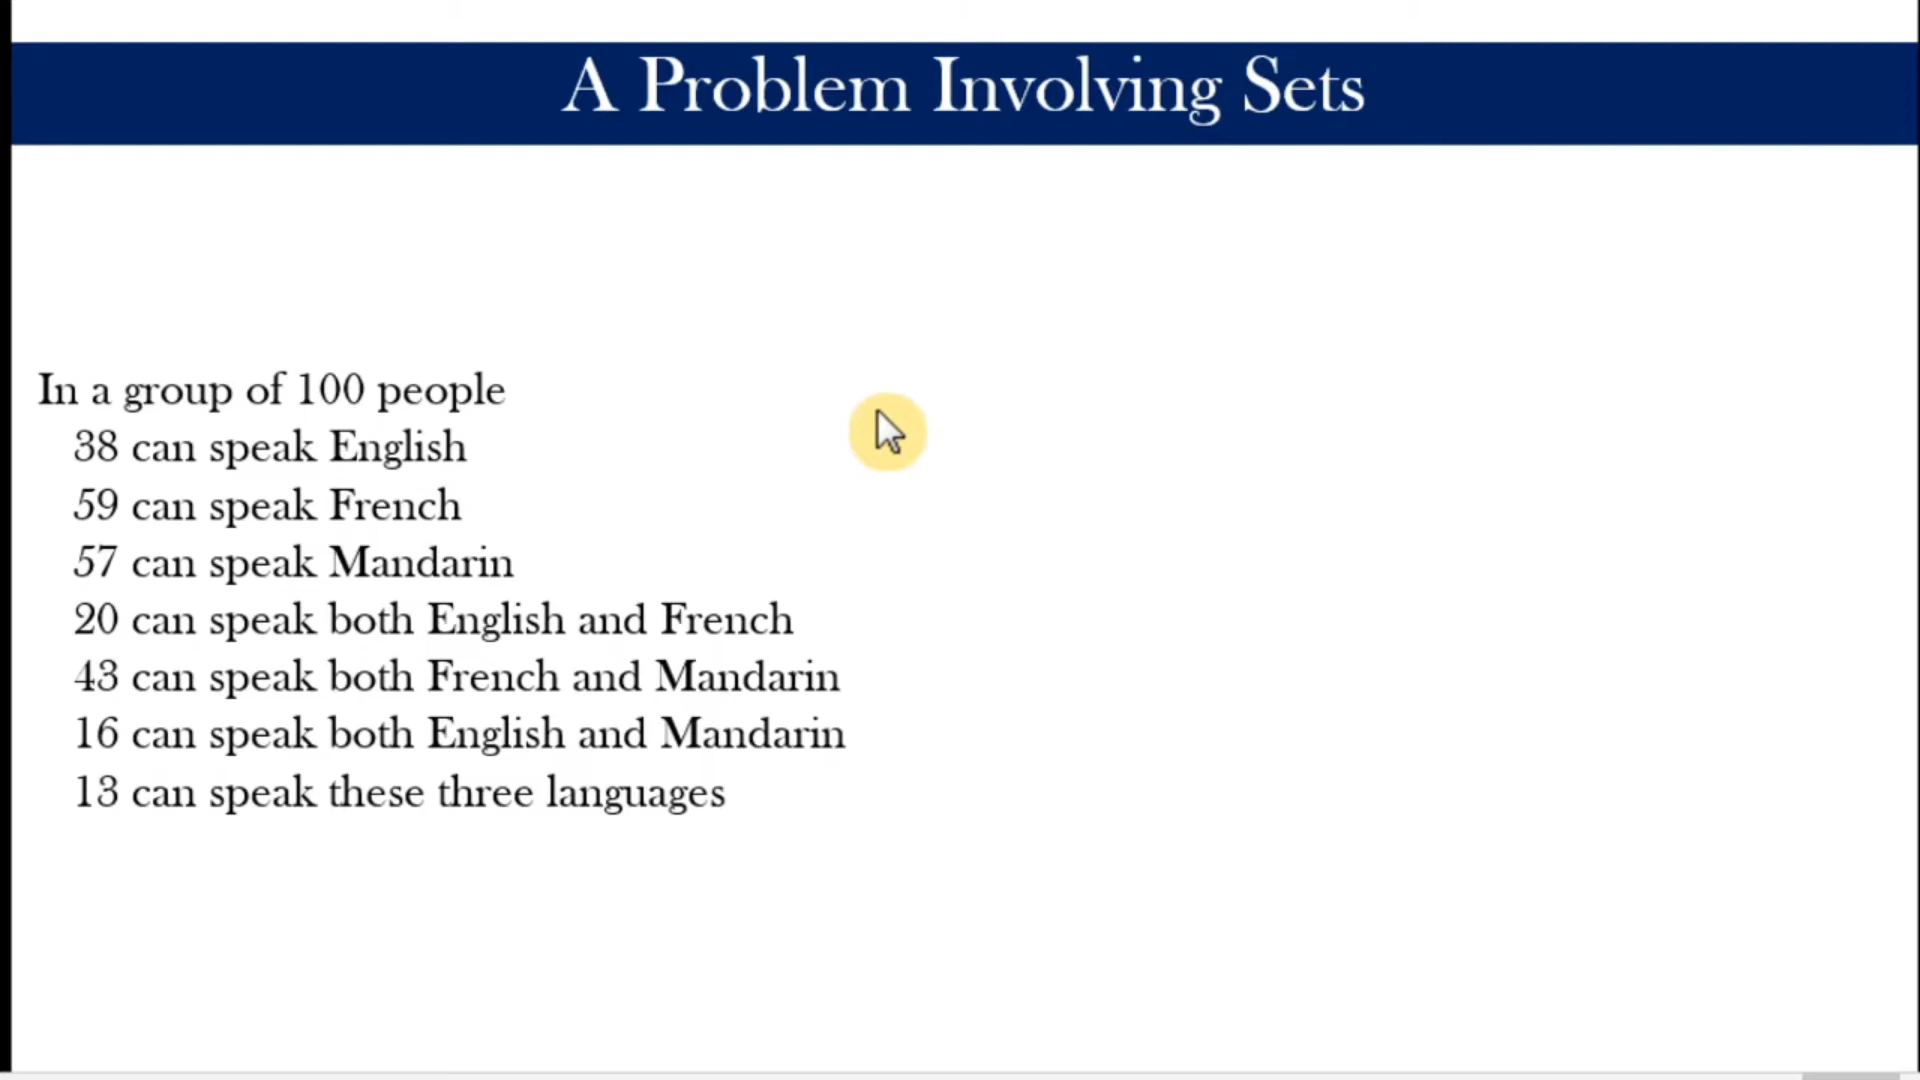 A Problem Involving Sets
In a group of 100 people
38 can speak English
59 can speak French
57 can speak Mandarin
20 can speak both English and French
43 can speak both French and Mandarin
16 can speak both English and Mandarin
13 can speak these three languages